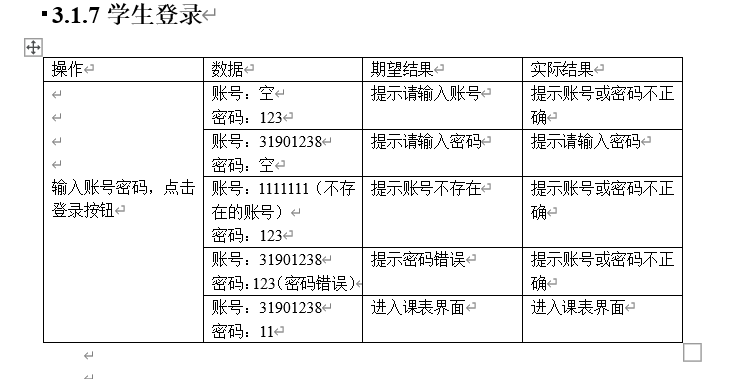 3.1.7 学生登录
操作
数据
期望结果
实际结果
输入账号密码，点击
登录按钮
账号：空
密码：123
提示请输入账号
提示账号或密码不正
确
账号：31901238
密码：空
提示请输入密码
提示请输入密码
账号：1111111（不存
在的账号）
密码：123
提示账号不存在
提示账号或密码不正
确
账号：31901238
密码：123（密码错误）
提示密码错误
提示账号或密码不正
确
账号：31901238
密码：11
进入课表界面
进入课表界面